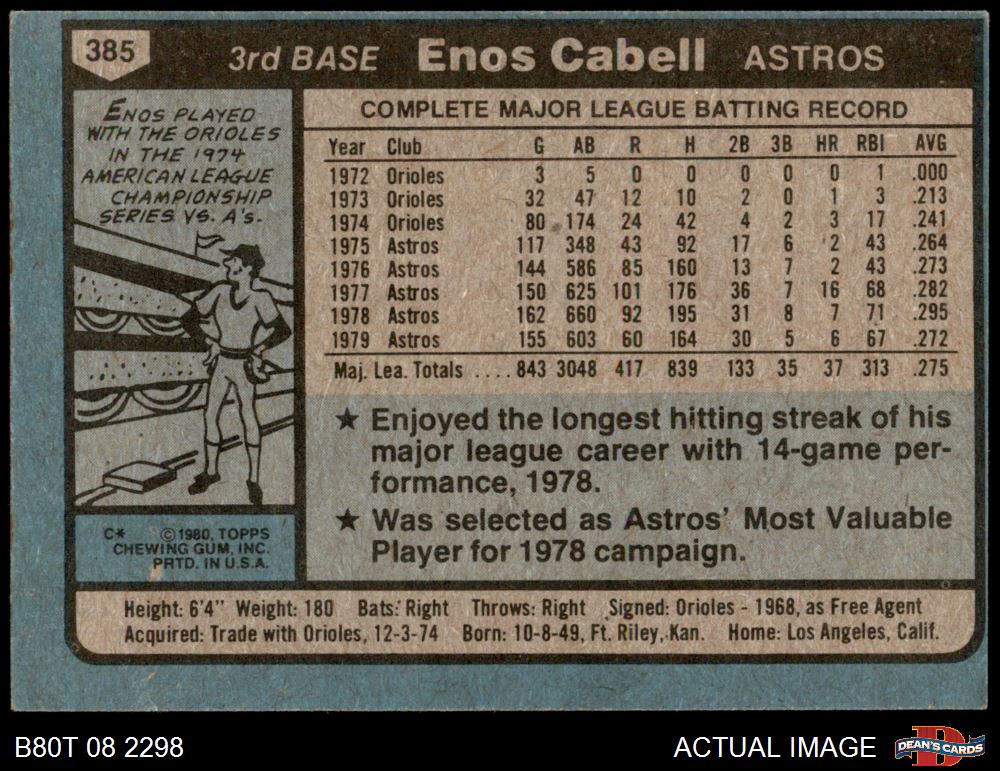 385 3rd BASE Enos Cabell ASTROS
ENOS PLAYED
WITH THE ORIOLES
IN THE 1974
AMERICAN LEAGUE
CHAMPIONSHIP
SERIES VS. A's.
C* ©1980, TOPPS
CHEWING GUM, INC.
PRTD. IN U.S.A.
COMPLETE MAJOR LEAGUE BATTING RECORD
Year Club G AB R H 2B 3B HR RBI AVG
1972 Orioles 3 5 0 0 0 0 0 1 .000
1973 Orioles 32 47 12 10 2 0 1 3 .213
1974 Orioles 80 174 24 42 4 2 3 17 .241
1975 Astros 117 348 43 92 17 6 2 43 .264
1976 Astros 144 586 85 160 13 7 2 43 .273
1977 Astros 150 625 101 176 36 7 16 68 .282
1978 Astros 162 660 92 195 31 8 7 71 .295
1979 Astros 155 603 60 164 30 5 6 67 .272
Maj. Lea. Totals .... 843 3048 417 839 133 35 37 313 .275
★ Enjoyed the longest hitting streak of his
major league career with 14-game per-
formance, 1978.
★ Was selected as Astros' Most Valuable
Player for 1978 campaign.
Height: 6'4" Weight: 180 Bats: Right Throws: Right Signed: Orioles - 1968, as Free Agent
Acquired: Trade with Orioles, 12-3-74 Born: 10-8-49, Ft. Riley, Kan. Home: Los Angeles, Calif.
B80T 08 2298 ACTUAL IMAGE D DEAN'S CARDS